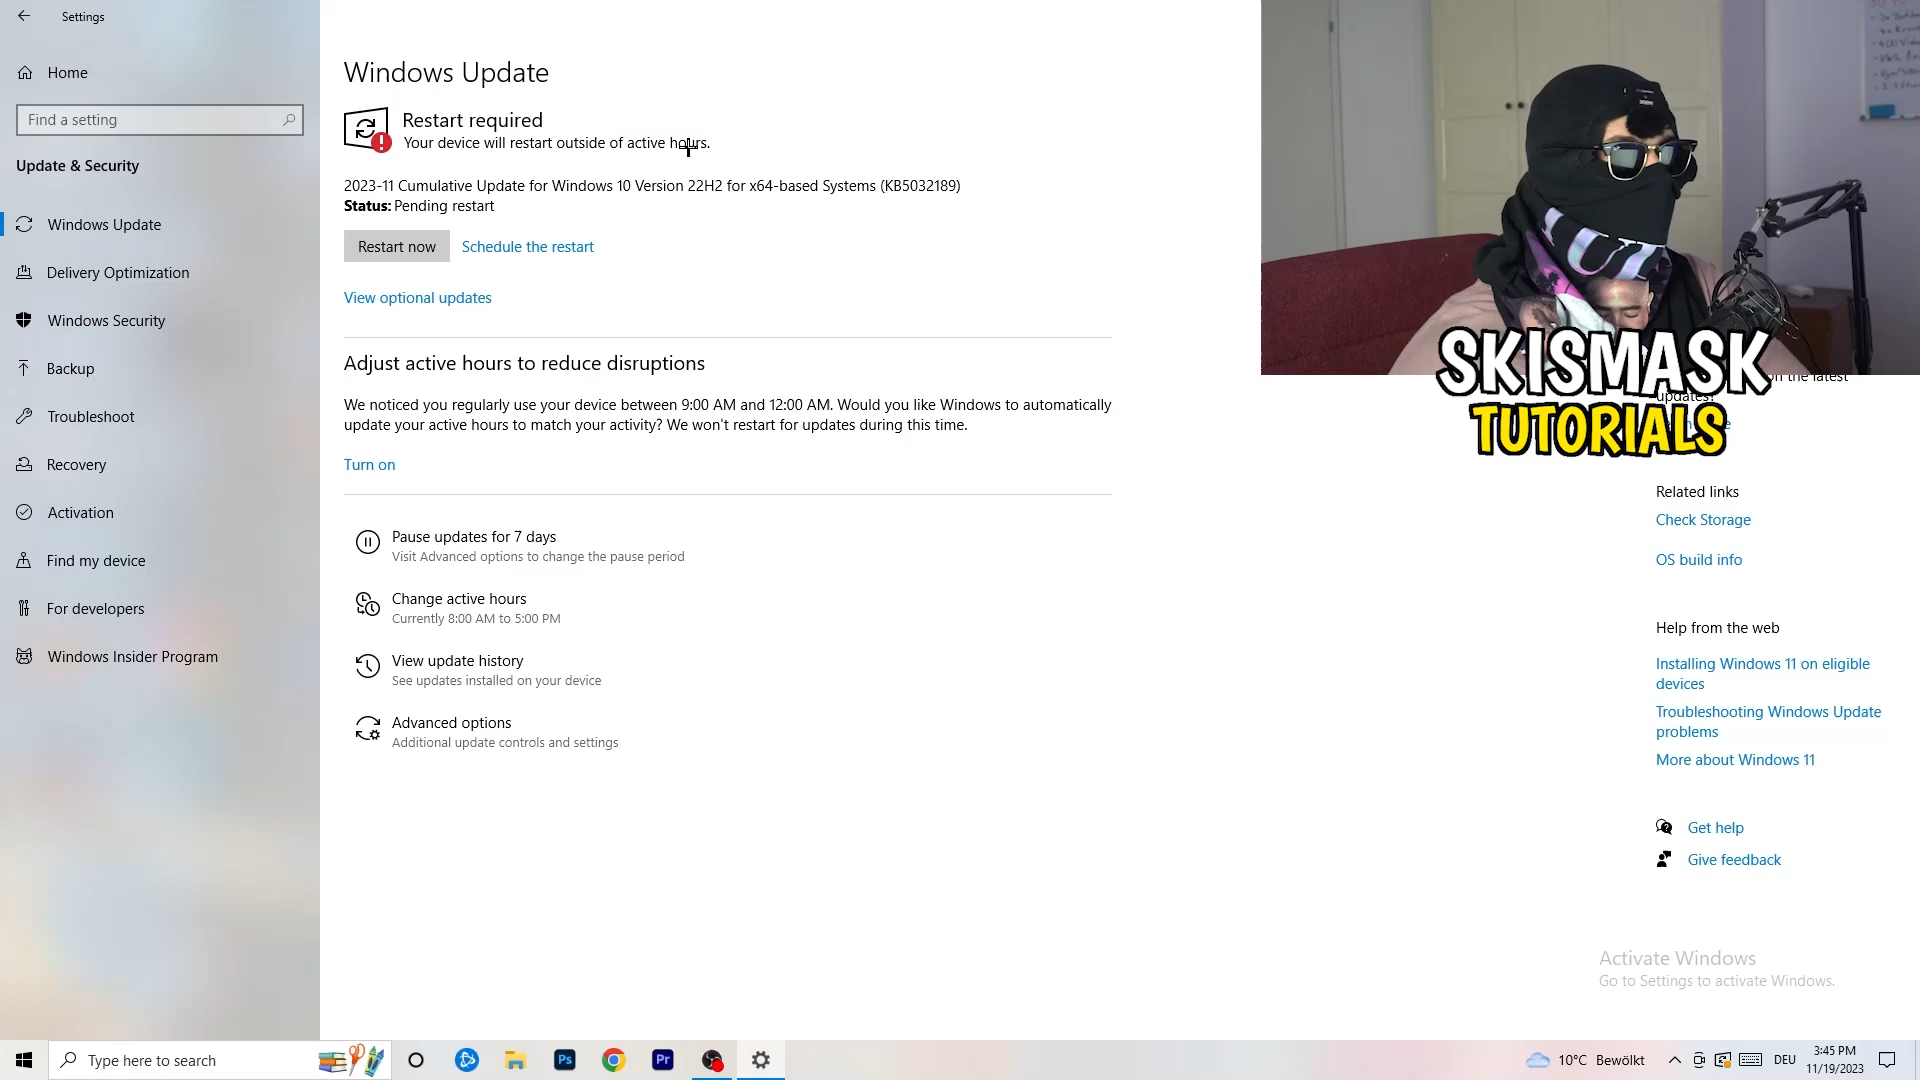 Settings
Home
Find a setting
Update & Security
Windows Update
Delivery Optimization
Windows Security
Backup
Troubleshoot
Recovery
Activation
Find my device
For developers
Windows Insider Program
Windows Update
Restart required
Your device will restart outside of active hours.
2023-11 Cumulative Update for Windows 10 Version 22H2 for x64-based Systems (KB5032189)
Status: Pending restart
Restart now Schedule the restart
View optional updates
Adjust active hours to reduce disruptions
We noticed you regularly use your device between 9:00 AM and 12:00 AM. Would you like Windows to automatically
update your active hours to match your activity? We won't restart for updates during this time.
Turn on
Pause updates for 7 days
Visit Advanced options to change the pause period
Change active hours
Currently 8:00 AM to 5:00 PM
View update history
See updates installed on your device
Advanced options
Additional update controls and settings
SKISMASK
TUTORIALS
on the latest
updates?
Related links
Check Storage
OS build info
Help from the web
Installing Windows 11 on eligible
devices
Troubleshooting Windows Update
problems
More about Windows 11
Get help
Give feedback
Activate Windows
Go to Settings to activate Windows.
Type here to search
Ps
Pr
10°C Bewölkt
DEU
3:45 PM
11/19/2023